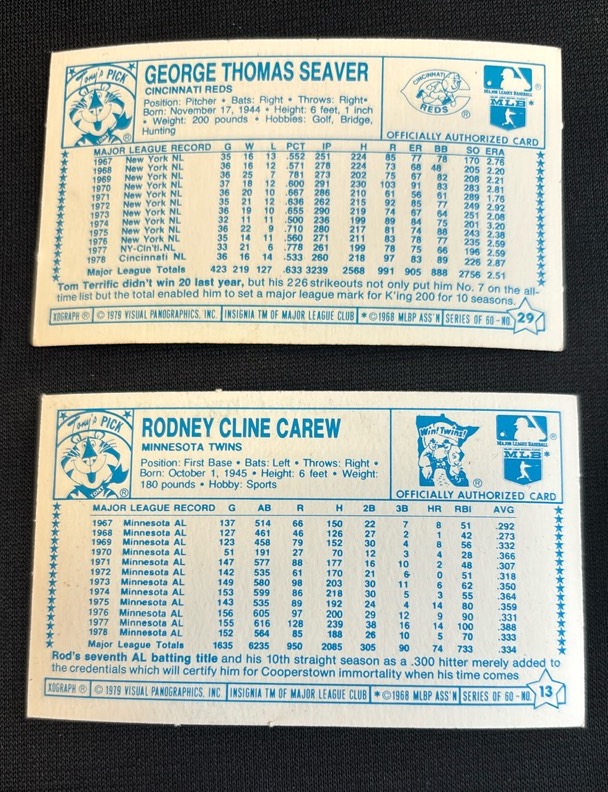 Tony's PICK
GEORGE THOMAS SEAVER
CINCINNATI REDS
Position: Pitcher • Bats: Right • Throws: Right•
Born: November 17, 1944 • Height: 6 feet, 1 inch
• Weight: 200 pounds • Hobbies: Golf, Bridge,
Hunting
CINCINNATI
REDS
®
®
MAJOR LEAGUE BASEBALL
MLB*
OFFICIALLY AUTHORIZED CARD
MAJOR LEAGUE RECORD G W L PCT IP H R ER BB SO ERA
1967 New York NL 35 16 13 .552 251 224 85 77 78 170 2.76
1968 New York NL 36 16 12 .571 278 224 73 68 48 205 2.20
1969 New York NL 36 25 7 .781 273 202 75 67 82 208 2.21
1970 New York NL 37 18 12 .600 291 230 103 91 83 283 2.81
1971 New York NL 36 20 10 .667 286 210 61 56 61 289 1.76
1972 New York NL 35 21 12 .636 262 215 92 85 77 249 2.92
1973 New York NL 36 19 10 .655 290 219 74 67 64 251 2.08
1974 New York NL 32 11 11 .500 236 199 89 84 75 201 3.20
1975 New York NL 36 22 9 .710 280 217 81 74 88 243 2.38
1976 New York NL 35 14 11 .560 271 211 83 78 77 235 2.59
1977 NY-Cin'ti.NL 33 21 6 .778 261 199 78 75 66 196 2.59
1978 Cincinnati NL 36 16 14 .533 260 218 97 83 89 226 2.87
Major League Totals 423 219 127 .633 3239 2568 991 905 888 2756 2.51
Tom Terrific didn't win 20 last year, but his 226 strikeouts not only put him No. 7 on the all-
time list but the total enabled him to set a major league mark for K'ing 200 for 10 seasons.
XOGRAPH ® © 1979 VISUAL PANOGRAPHICS, INC. INSIGNIA TM OF MAJOR LEAGUE CLUB * ©1968 MLBP ASS'N SERIES OF 60-NO. 29
Tony's PICK
RODNEY CLINE CAREW
MINNESOTA TWINS
Position: First Base • Bats: Left • Throws: Right •
Born: October 1, 1945 • Height: 6 feet • Weight:
180 pounds • Hobby: Sports
Win! Twins!
®
®
MAJOR LEAGUE BASEBALL
MLB*
OFFICIALLY AUTHORIZED CARD
MAJOR LEAGUE RECORD G AB R H 2B 3B HR RBI AVG
1967 Minnesota AL 137 514 66 150 22 7 8 51 .292
1968 Minnesota AL 127 461 46 126 27 2 1 42 .273
1969 Minnesota AL 123 458 79 152 30 4 8 56 .332
1970 Minnesota AL 51 191 27 70 12 3 4 28 .366
1971 Minnesota AL 147 577 88 177 16 10 2 48 .307
1972 Minnesota AL 142 535 61 170 21 6 0 51 .318
1973 Minnesota AL 149 580 98 203 30 11 6 62 .350
1974 Minnesota AL 153 599 86 218 30 5 3 55 .364
1975 Minnesota AL 143 535 89 192 24 4 14 80 .359
1976 Minnesota AL 156 605 97 200 29 12 9 90 .331
1977 Minnesota AL 155 616 128 239 38 16 14 100 .388
1978 Minnesota AL 152 564 85 188 26 10 5 70 .333
Major League Totals 1635 6235 950 2085 305 90 74 733 .334
Rod's seventh AL batting title and his 10th straight season as a .300 hitter merely added to
the credentials which will certify him for Cooperstown immortality when his time comes
XOGRAPH ® © 1979 VISUAL PANOGRAPHICS, INC. INSIGNIA TM OF MAJOR LEAGUE CLUB * ©1968 MLBP ASS'N SERIES OF 60-NO. 13